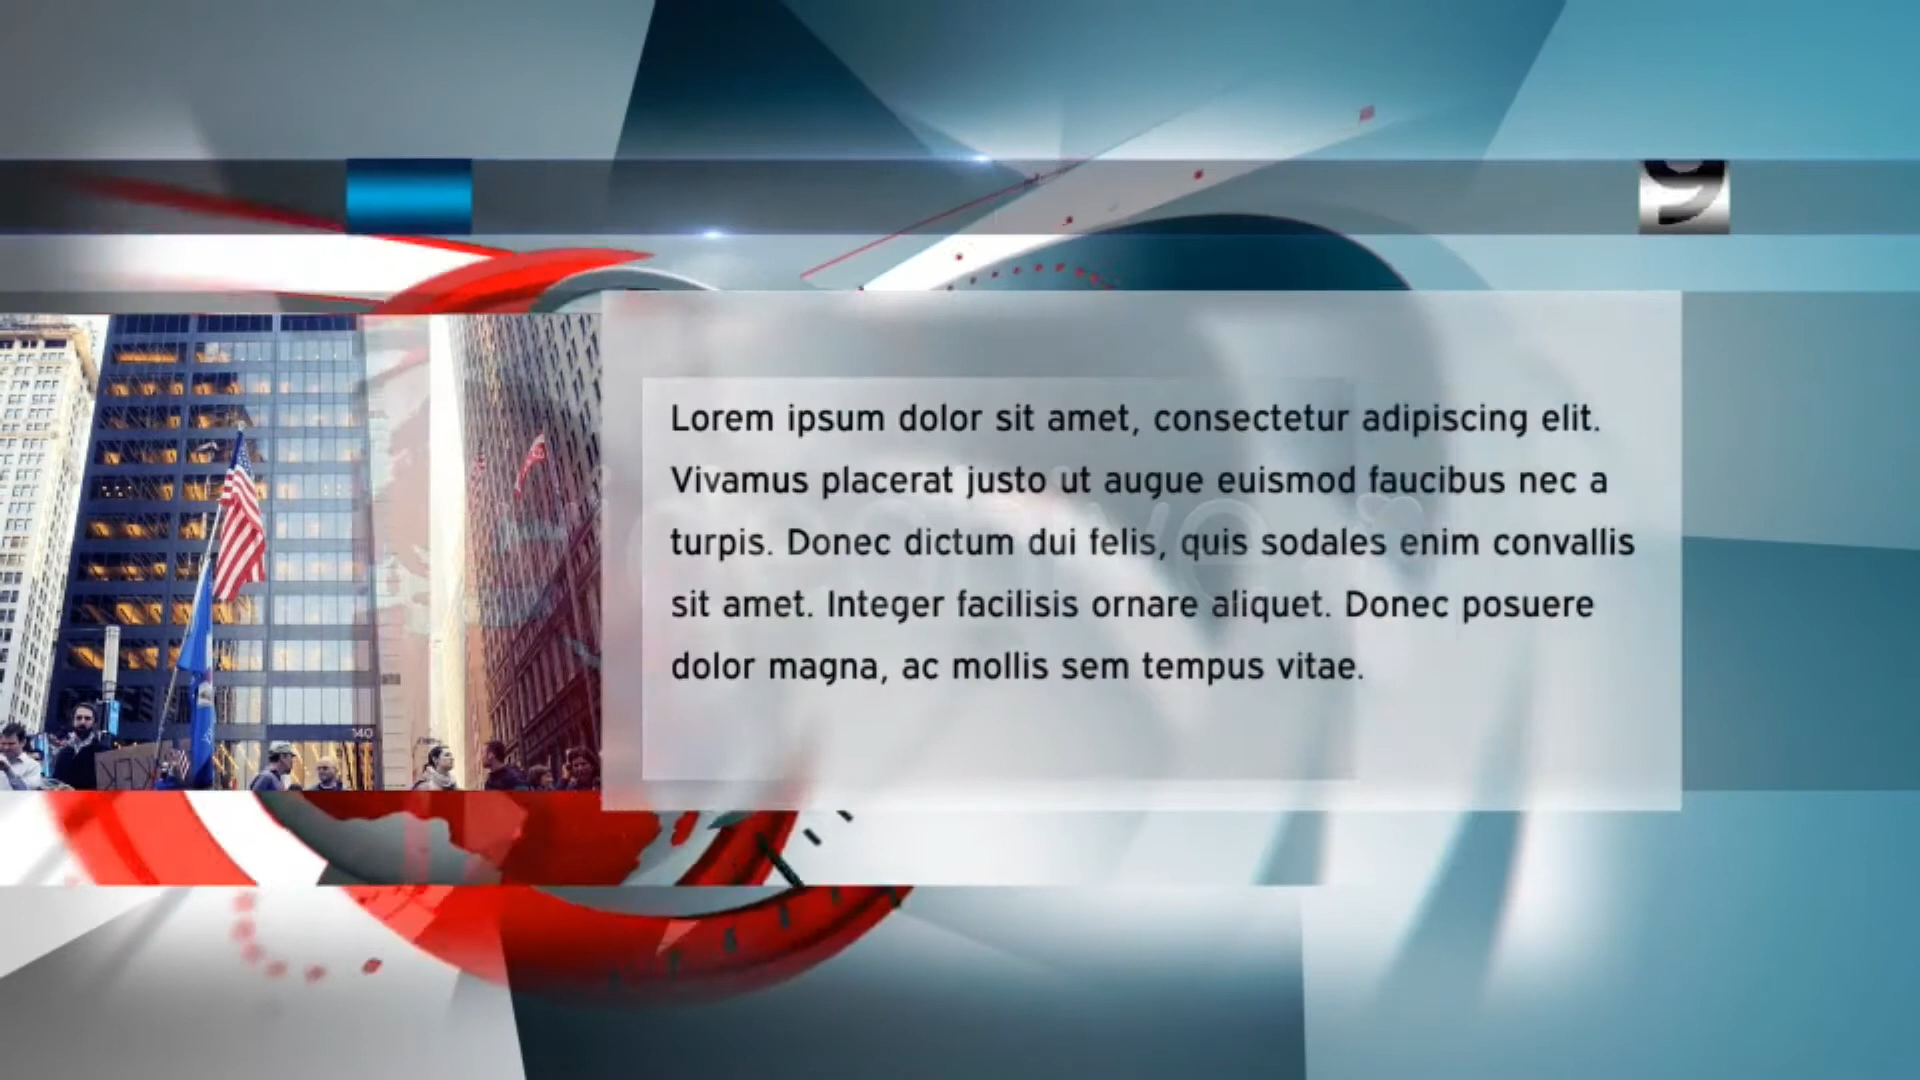 9
Lorem ipsum dolor sit amet, consectetur adipiscing elit.
Vivamus placerat justo ut augue euismod faucibus nec a
turpis. Donec dictum dui felis, quis sodales enim convallis
sit amet. Integer facilisis ornare aliquet. Donec posuere
dolor magna, ac mollis sem tempus vitae.
140